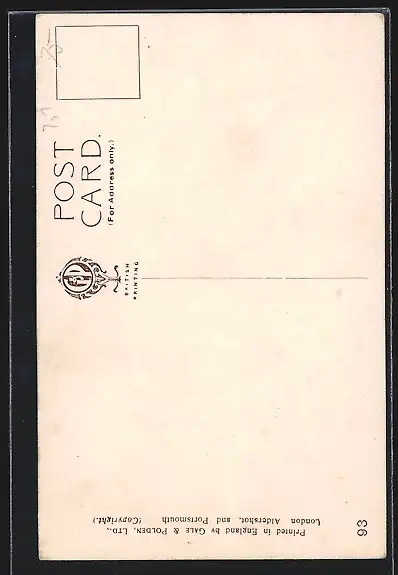 POST
CARD.
(For Address only.)
BRITISH
PRINTING
Printed in England by GALE & POLDEN, LTD.,
London Aldershot, and Portsmouth (Copyright.)
93